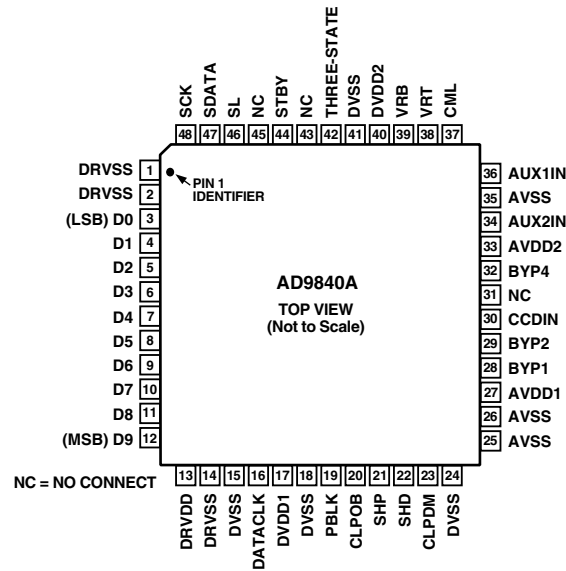 SCK
SDATA
SL
NC
STBY
NC
THREE-STATE
DVSS
DVDD2
VRB
VRT
CML
48 47 46 45 44 43 42 41 40 39 38 37
DRVSS 1
DRVSS 2
(LSB) D0 3
D1 4
D2 5
D3 6
D4 7
D5 8
D6 9
D7 10
D8 11
(MSB) D9 12
PIN 1
IDENTIFIER
AD9840A
TOP VIEW
(Not to Scale)
36 AUX1IN
35 AVSS
34 AUX2IN
33 AVDD2
32 BYP4
31 NC
30 CCDIN
29 BYP2
28 BYP1
27 AVDD1
26 AVSS
25 AVSS
NC = NO CONNECT
13 14 15 16 17 18 19 20 21 22 23 24
DRVDD
DRVSS
DVSS
DATACLK
DVDD1
DVSS
PBLK
CLPOB
SHP
SHD
CLPDM
DVSS